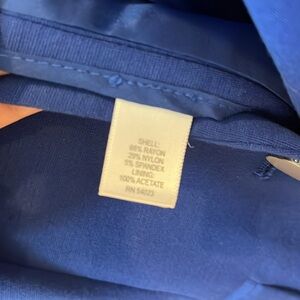 SHELL:
66% RAYON
29% NYLON
5% SPANDEX
LINING:
100% ACETATE
RN 54023